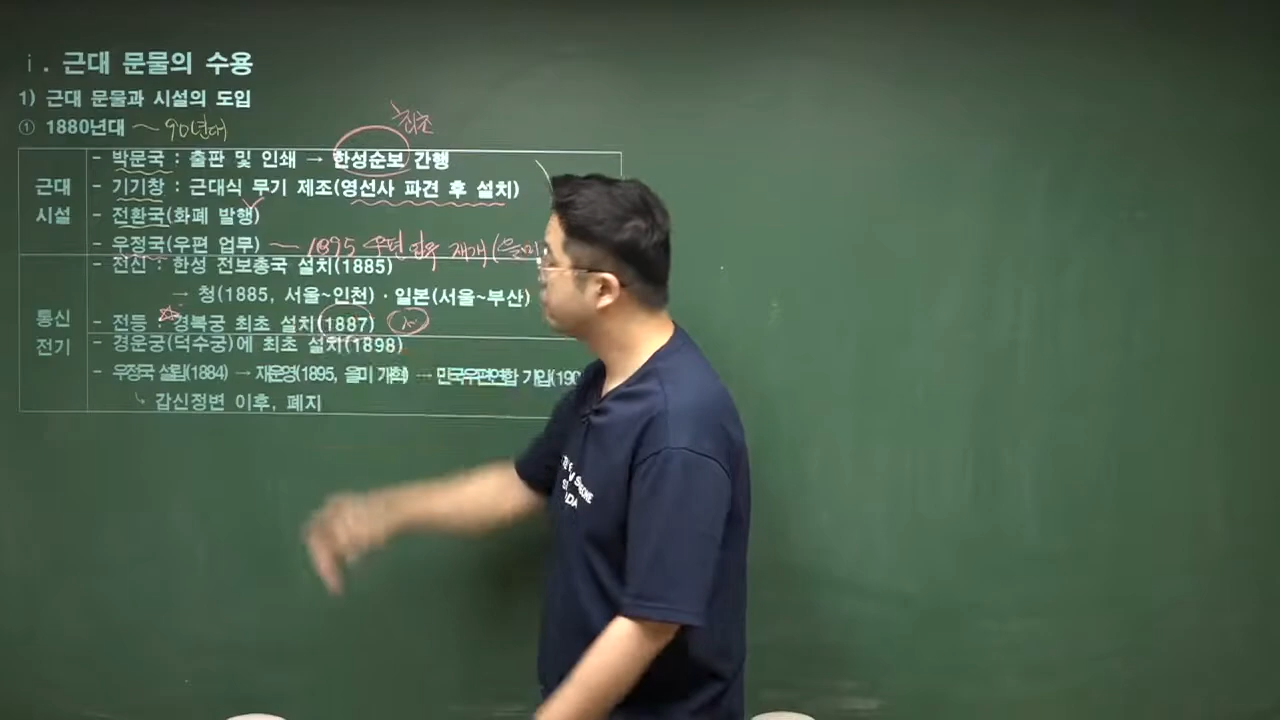 ⅰ. 근대 문물의 수용
1) 근대 문물과 시설의 도입
① 1880년대 ~ 90년대
최초
근대 시설
- 박문국 : 출판 및 인쇄 → 한성순보 간행
- 기기창 : 근대식 무기 제조(영선사 파견 후 설치)
- 전환국(화폐 발행)
- 우정국(우편 업무) ~ 1895 우편 업무 재개 (을미
통신 전기
- 전신 : 한성 전보총국 설치(1885)
→ 청(1885, 서울~인천)·일본(서울~부산)
- 전등 : 경복궁 최초 설치(1887)
- 경운궁(덕수궁)에 최초 설치(1898)
- 우정국 설립(1884) → 재운영(1895, 을미 개혁) → 만국우편연합 가입(190
↳ 갑신정변 이후, 폐지